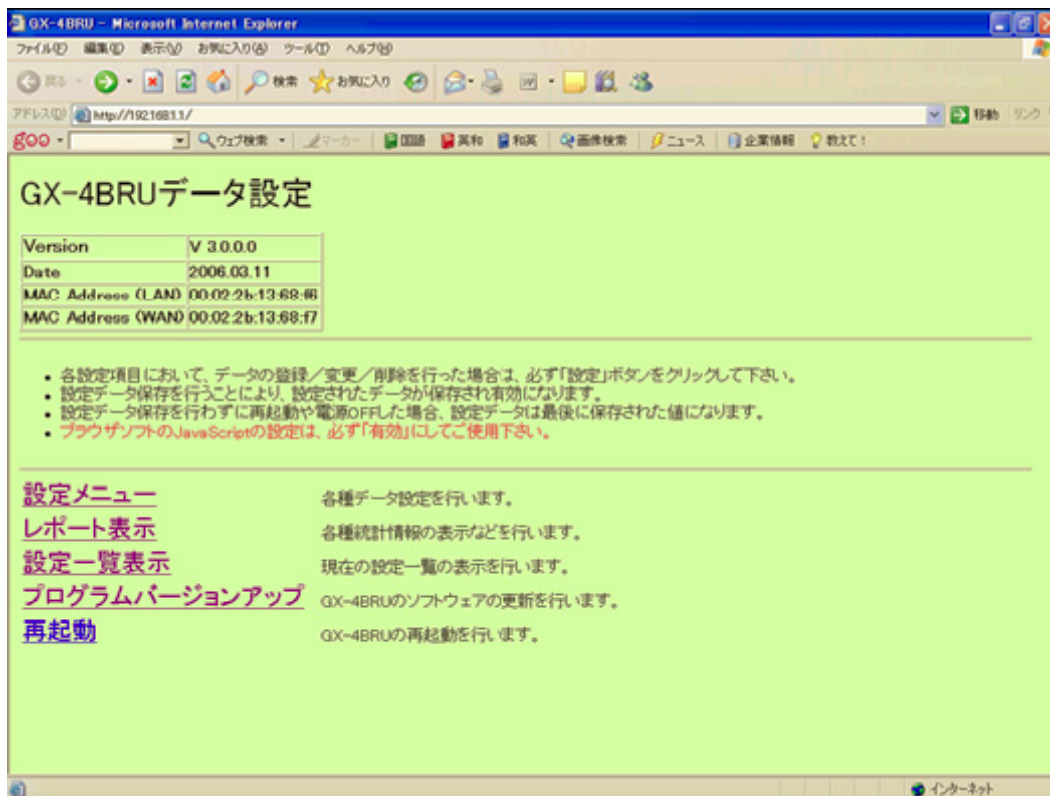 GX-4BRU - Microsoft Internet Explorer
ファイル(F) 編集(E) 表示(V) お気に入り(A) ツール(T) ヘルプ(H)
戻る 検索 お気に入り
アドレス(D) http://192.168.1.1/ 移動 リンク
goo ウェブ検索 マーカー 国語 英和 和英 画像検索 ニュース 企業情報 教えて!
GX-4BRUデータ設定
Version V 3.0.0.0
Date 2006.03.11
MAC Address (LAN) 00:02:2b:13:68:f6
MAC Address (WAN) 00:02:2b:13:68:f7
各設定項目において、データの登録/変更/削除を行った場合は、必ず「設定」ボタンをクリックして下さい。
設定データ保存を行うことにより、設定されたデータが保存され有効になります。
設定データ保存を行わずに再起動や電源OFFした場合、設定データは最後に保存された値になります。
ブラウザソフトのJavaScriptの設定は、必ず「有効」にしてご使用下さい。
設定メニュー 各種データ設定を行います。
レポート表示 各種統計情報の表示などを行います。
設定一覧表示 現在の設定一覧の表示を行います。
プログラムバージョンアップ GX-4BRUのソフトウェアの更新を行います。
再起動 GX-4BRUの再起動を行います。
インターネット